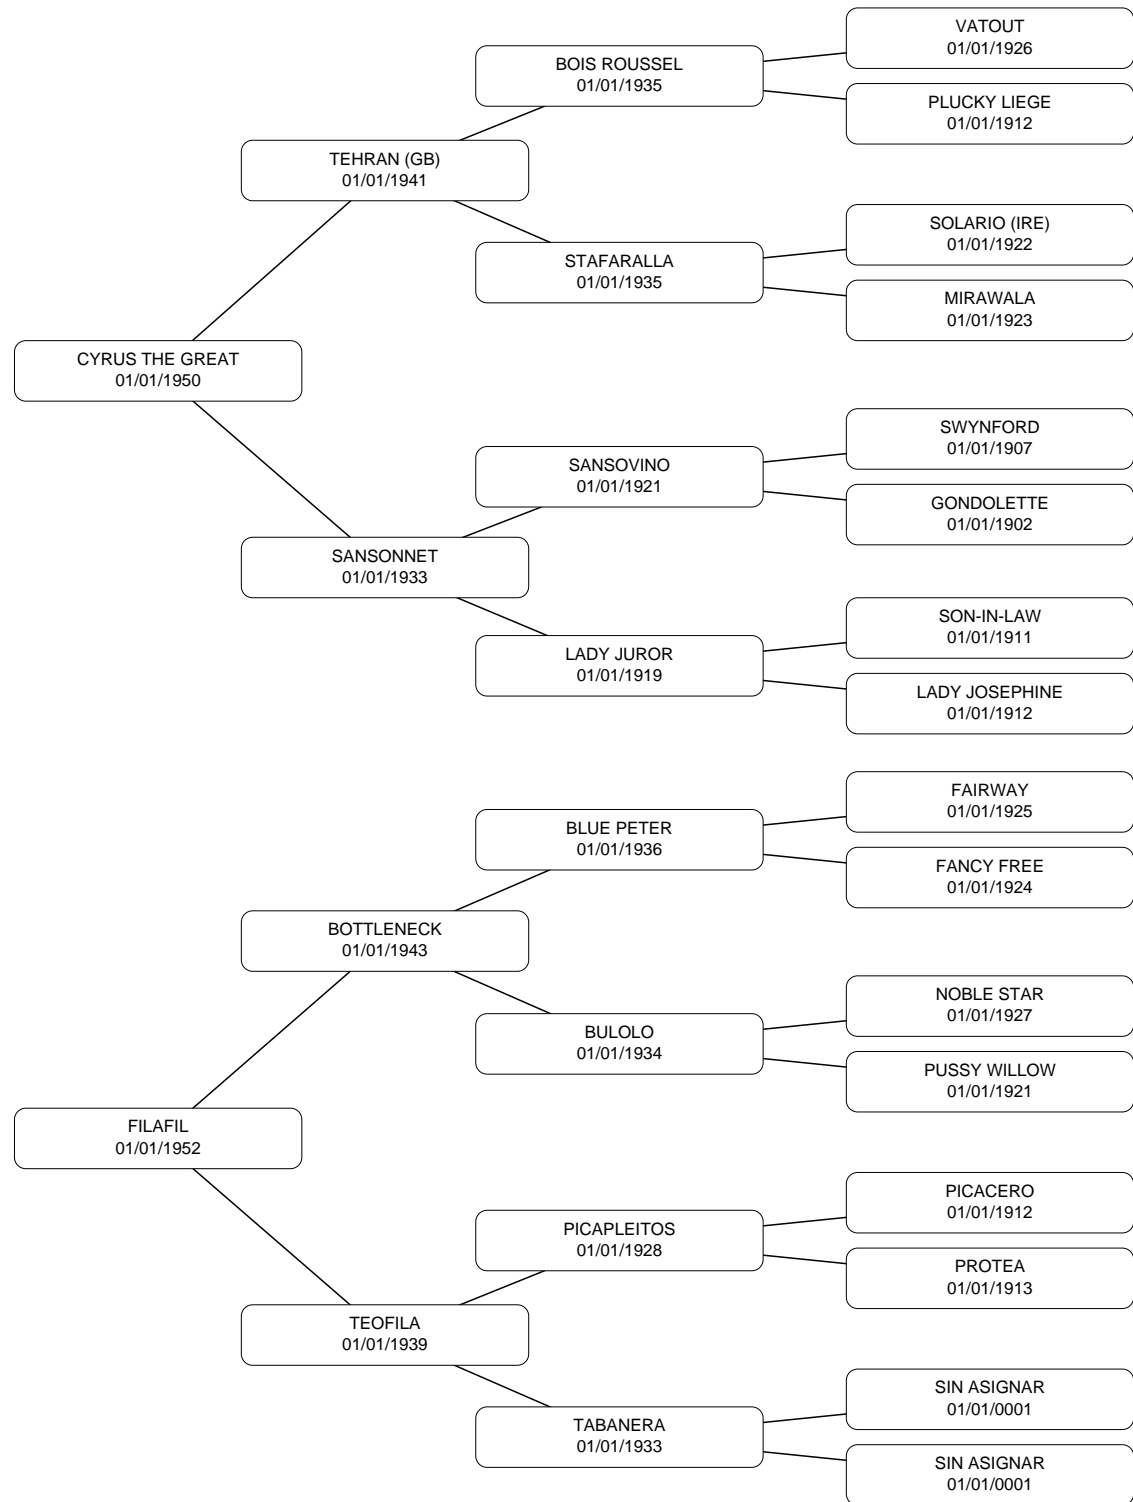 VATOUT
01/01/1926
BOIS ROUSSEL
01/01/1935
PLUCKY LIEGE
01/01/1912
TEHRAN (GB)
01/01/1941
SOLARIO (IRE)
01/01/1922
STAFARALLA
01/01/1935
MIRAWALA
01/01/1923
CYRUS THE GREAT
01/01/1950
SWYNFORD
01/01/1907
SANSOVINO
01/01/1921
GONDOLETTE
01/01/1902
SANSONNET
01/01/1933
SON-IN-LAW
01/01/1911
LADY JUROR
01/01/1919
LADY JOSEPHINE
01/01/1912
FAIRWAY
01/01/1925
BLUE PETER
01/01/1936
FANCY FREE
01/01/1924
BOTTLENECK
01/01/1943
NOBLE STAR
01/01/1927
BULOLO
01/01/1934
PUSSY WILLOW
01/01/1921
FILAFIL
01/01/1952
PICACERO
01/01/1912
PICAPLEITOS
01/01/1928
PROTEA
01/01/1913
TEOFILA
01/01/1939
SIN ASIGNAR
01/01/0001
TABANERA
01/01/1933
SIN ASIGNAR
01/01/0001